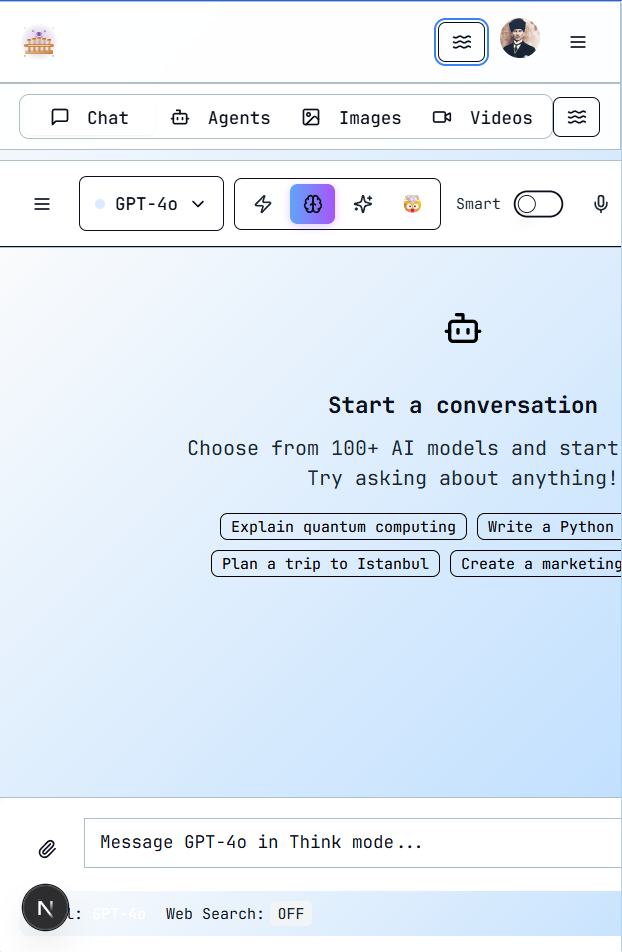 Chat Agents Images Videos
GPT-4o Smart
Start a conversation
Choose from 100+ AI models and start
Try asking about anything!
Explain quantum computing Write a Python
Plan a trip to Istanbul Create a marketing
Message GPT-4o in Think mode...
l: GPT-4o Web Search: OFF
N